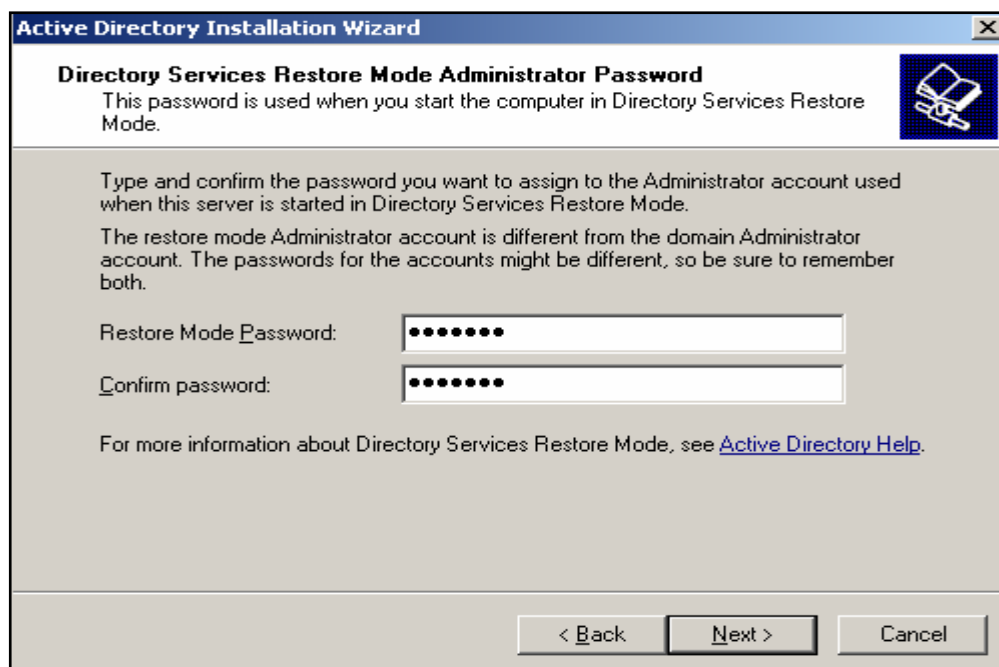 Active Directory Installation Wizard
Directory Services Restore Mode Administrator Password
This password is used when you start the computer in Directory Services Restore
Mode.
Type and confirm the password you want to assign to the Administrator account used
when this server is started in Directory Services Restore Mode.
The restore mode Administrator account is different from the domain Administrator
account. The passwords for the accounts might be different, so be sure to remember
both.
Restore Mode Password: •••••••
Confirm password: •••••••
For more information about Directory Services Restore Mode, see Active Directory Help.
< Back Next > Cancel